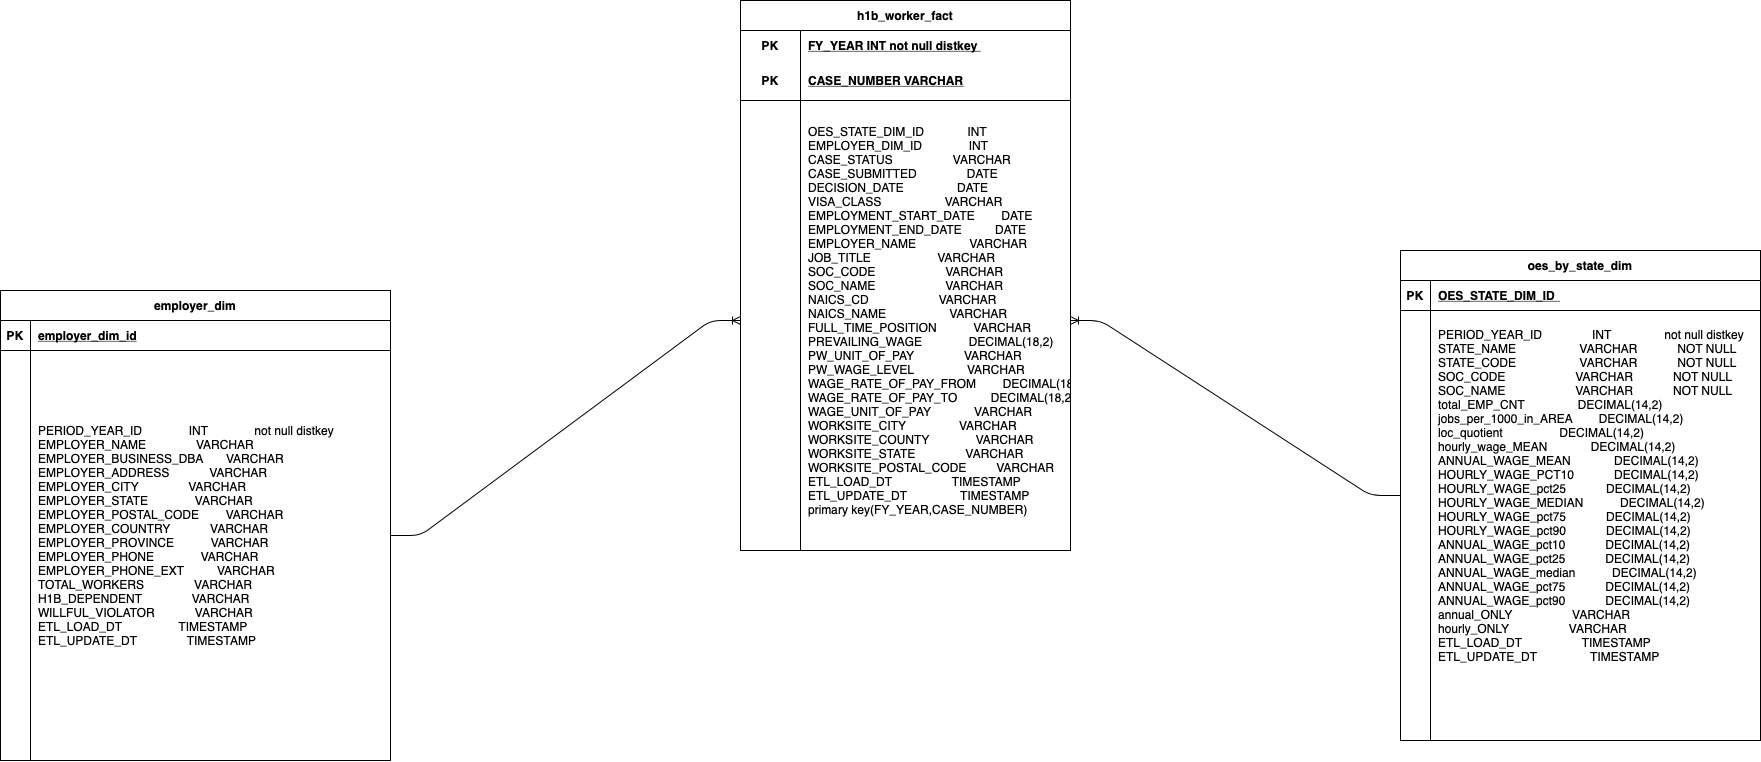 h1b_worker_fact
PK FY_YEAR INT not null distkey
PK CASE_NUMBER VARCHAR
OES_STATE_DIM_ID INT
EMPLOYER_DIM_ID INT
CASE_STATUS VARCHAR
CASE_SUBMITTED DATE
DECISION_DATE DATE
VISA_CLASS VARCHAR
EMPLOYMENT_START_DATE DATE
EMPLOYMENT_END_DATE DATE
EMPLOYER_NAME VARCHAR
JOB_TITLE VARCHAR
SOC_CODE VARCHAR
SOC_NAME VARCHAR
NAICS_CD VARCHAR
NAICS_NAME VARCHAR
FULL_TIME_POSITION VARCHAR
PREVAILING_WAGE DECIMAL(18,2)
PW_UNIT_OF_PAY VARCHAR
PW_WAGE_LEVEL VARCHAR
WAGE_RATE_OF_PAY_FROM DECIMAL(18
WAGE_RATE_OF_PAY_TO DECIMAL(18,2
WAGE_UNIT_OF_PAY VARCHAR
WORKSITE_CITY VARCHAR
WORKSITE_COUNTY VARCHAR
WORKSITE_STATE VARCHAR
WORKSITE_POSTAL_CODE VARCHAR
ETL_LOAD_DT TIMESTAMP
ETL_UPDATE_DT TIMESTAMP
primary key(FY_YEAR,CASE_NUMBER)
employer_dim
PK employer_dim_id
PERIOD_YEAR_ID INT not null distkey
EMPLOYER_NAME VARCHAR
EMPLOYER_BUSINESS_DBA VARCHAR
EMPLOYER_ADDRESS VARCHAR
EMPLOYER_CITY VARCHAR
EMPLOYER_STATE VARCHAR
EMPLOYER_POSTAL_CODE VARCHAR
EMPLOYER_COUNTRY VARCHAR
EMPLOYER_PROVINCE VARCHAR
EMPLOYER_PHONE VARCHAR
EMPLOYER_PHONE_EXT VARCHAR
TOTAL_WORKERS VARCHAR
H1B_DEPENDENT VARCHAR
WILLFUL_VIOLATOR VARCHAR
ETL_LOAD_DT TIMESTAMP
ETL_UPDATE_DT TIMESTAMP
oes_by_state_dim
PK OES_STATE_DIM_ID
PERIOD_YEAR_ID INT not null distkey
STATE_NAME VARCHAR NOT NULL
STATE_CODE VARCHAR NOT NULL
SOC_CODE VARCHAR NOT NULL
SOC_NAME VARCHAR NOT NULL
total_EMP_CNT DECIMAL(14,2)
jobs_per_1000_in_AREA DECIMAL(14,2)
loc_quotient DECIMAL(14,2)
hourly_wage_MEAN DECIMAL(14,2)
ANNUAL_WAGE_MEAN DECIMAL(14,2)
HOURLY_WAGE_PCT10 DECIMAL(14,2)
HOURLY_WAGE_pct25 DECIMAL(14,2)
HOURLY_WAGE_MEDIAN DECIMAL(14,2)
HOURLY_WAGE_pct75 DECIMAL(14,2)
HOURLY_WAGE_pct90 DECIMAL(14,2)
ANNUAL_WAGE_pct10 DECIMAL(14,2)
ANNUAL_WAGE_pct25 DECIMAL(14,2)
ANNUAL_WAGE_median DECIMAL(14,2)
ANNUAL_WAGE_pct75 DECIMAL(14,2)
ANNUAL_WAGE_pct90 DECIMAL(14,2)
annual_ONLY VARCHAR
hourly_ONLY VARCHAR
ETL_LOAD_DT TIMESTAMP
ETL_UPDATE_DT TIMESTAMP